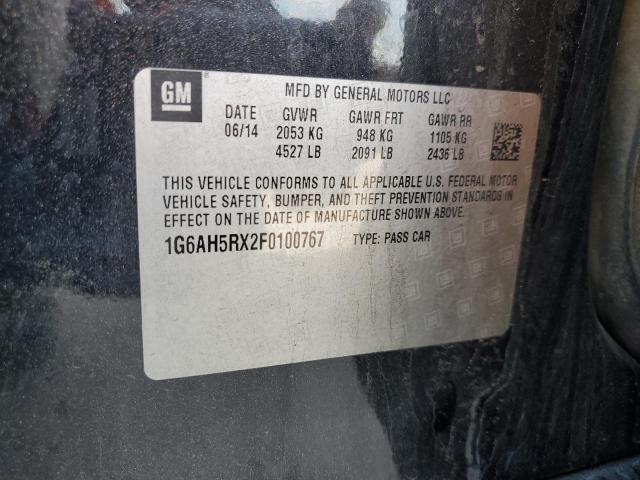 GM
MFD BY GENERAL MOTORS LLC
DATE GVWR GAWR FRT GAWR RR
06/14 2053 KG 948 KG 1105 KG
4527 LB 2091 LB 2436 LB
THIS VEHICLE CONFORMS TO ALL APPLICABLE U.S. FEDERAL MOTOR
VEHICLE SAFETY, BUMPER, AND THEFT PREVENTION STANDARDS IN
EFFECT ON THE DATE OF MANUFACTURE SHOWN ABOVE.
1G6AH5RX2F0100767 TYPE: PASS CAR